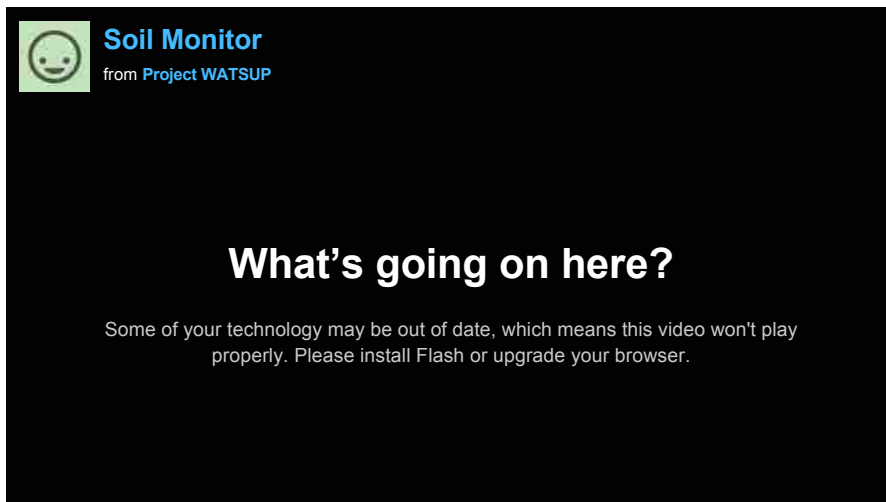 Soil Monitor
from Project WATSUP
What’s going on here?
Some of your technology may be out of date, which means this video won't play
properly. Please install Flash or upgrade your browser.